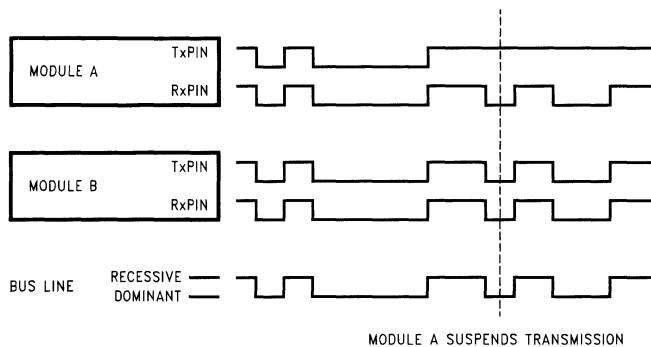 TxPIN
MODULE A
RxPIN
TxPIN
MODULE B
RxPIN
BUS LINE
RECESSIVE
DOMINANT
MODULE A SUSPENDS TRANSMISSION